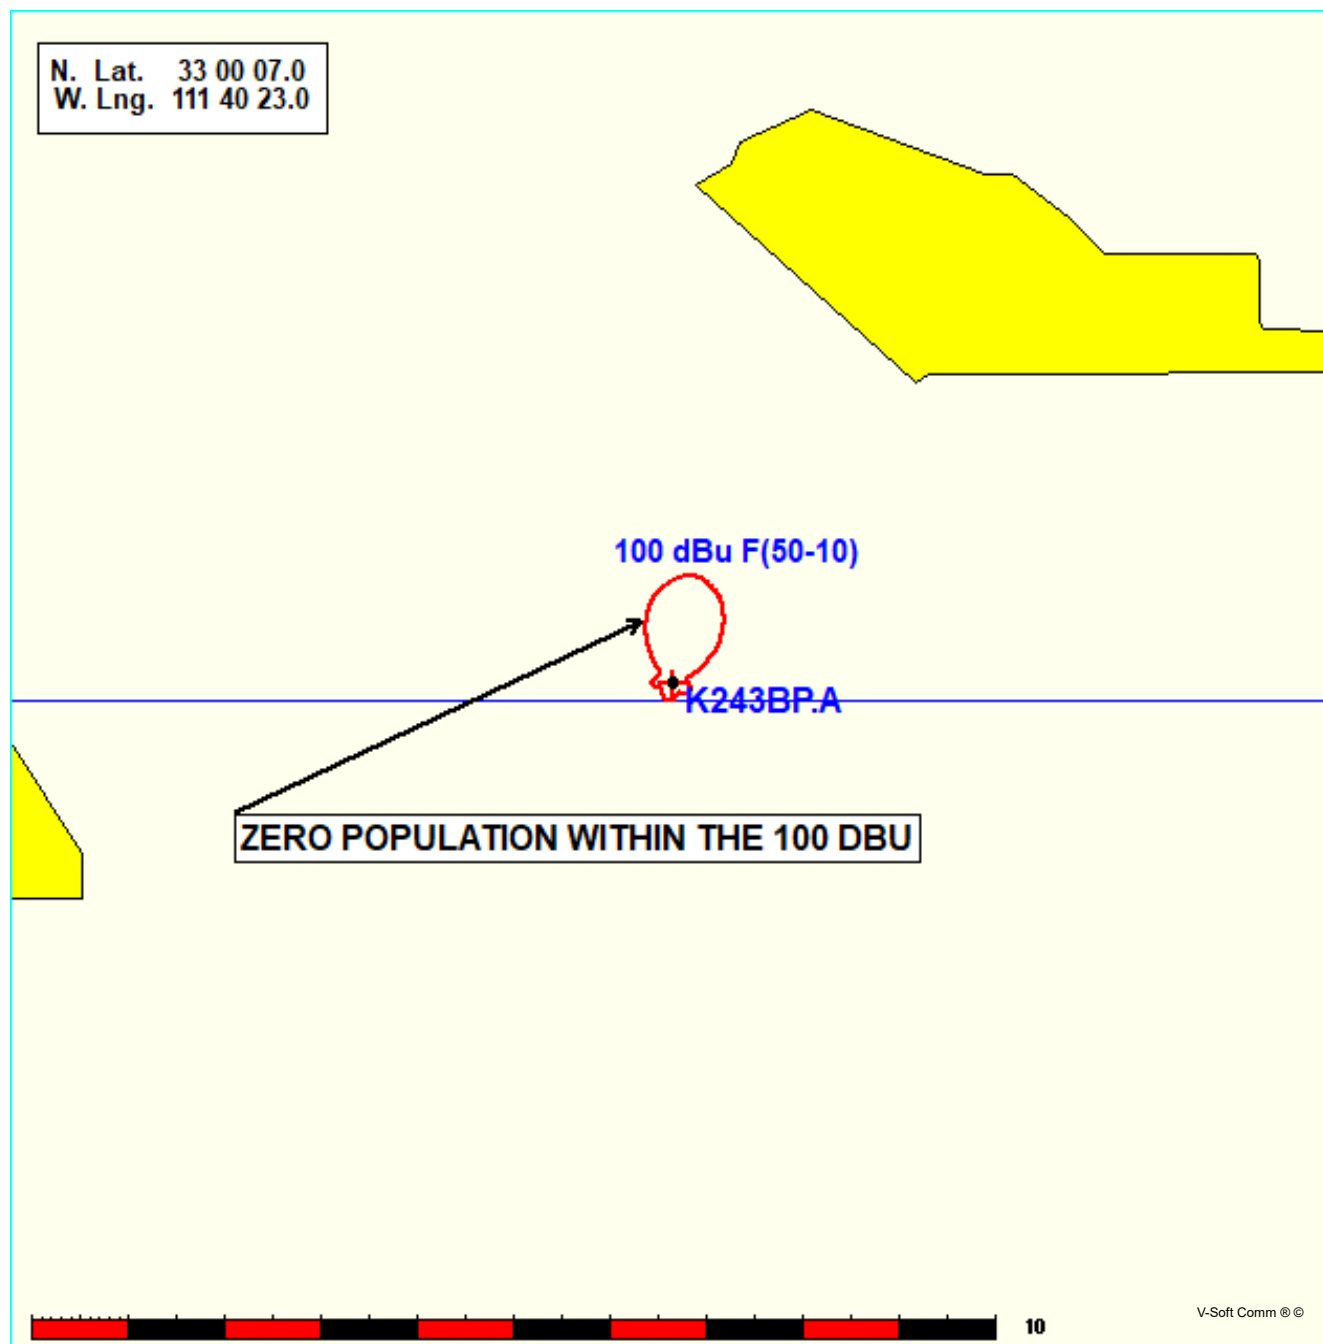 N. Lat. 33 00 07.0
W. Lng. 111 40 23.0
100 dBu F(50-10)
K243BP.A
ZERO POPULATION WITHIN THE 100 DBU
10
V-Soft Comm ® ©